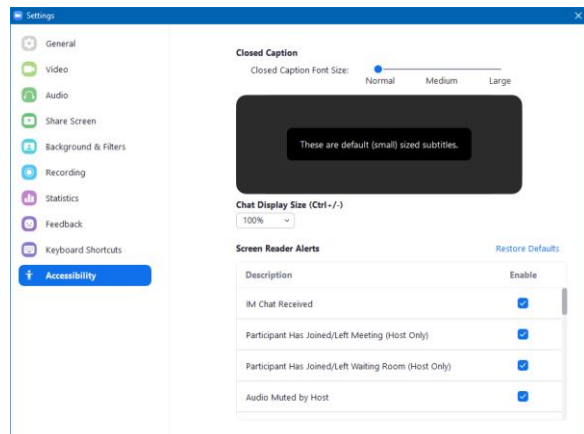 Settings
General
Video
Audio
Share Screen
Background & Filters
Recording
Statistics
Feedback
Keyboard Shortcuts
Accessibility
Closed Caption
Closed Caption Font Size:
Normal Medium Large
These are default (small) sized subtitles.
Chat Display Size (Ctrl+/-)
100%
Screen Reader Alerts Restore Defaults
Description Enable
IM Chat Received
Participant Has Joined/Left Meeting (Host Only)
Participant Has Joined/Left Waiting Room (Host Only)
Audio Muted by Host